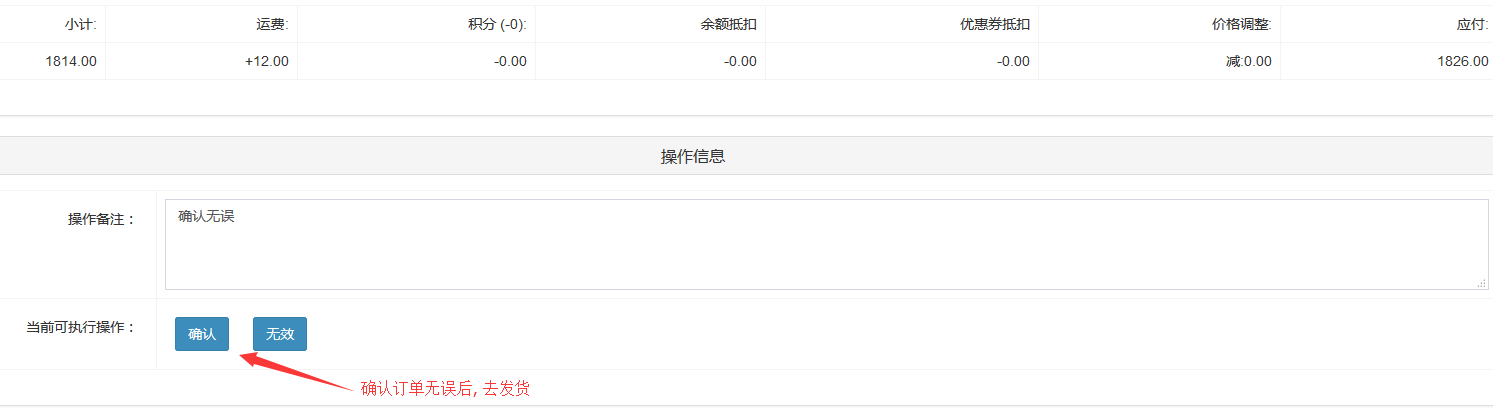 小计: 运费: 积分 (-0): 余额抵扣 优惠券抵扣 价格调整: 应付:
1814.00 +12.00 -0.00 -0.00 -0.00 减:0.00 1826.00
操作信息
操作备注： 确认无误
当前可执行操作： 确认 无效
确认订单无误后, 去发货